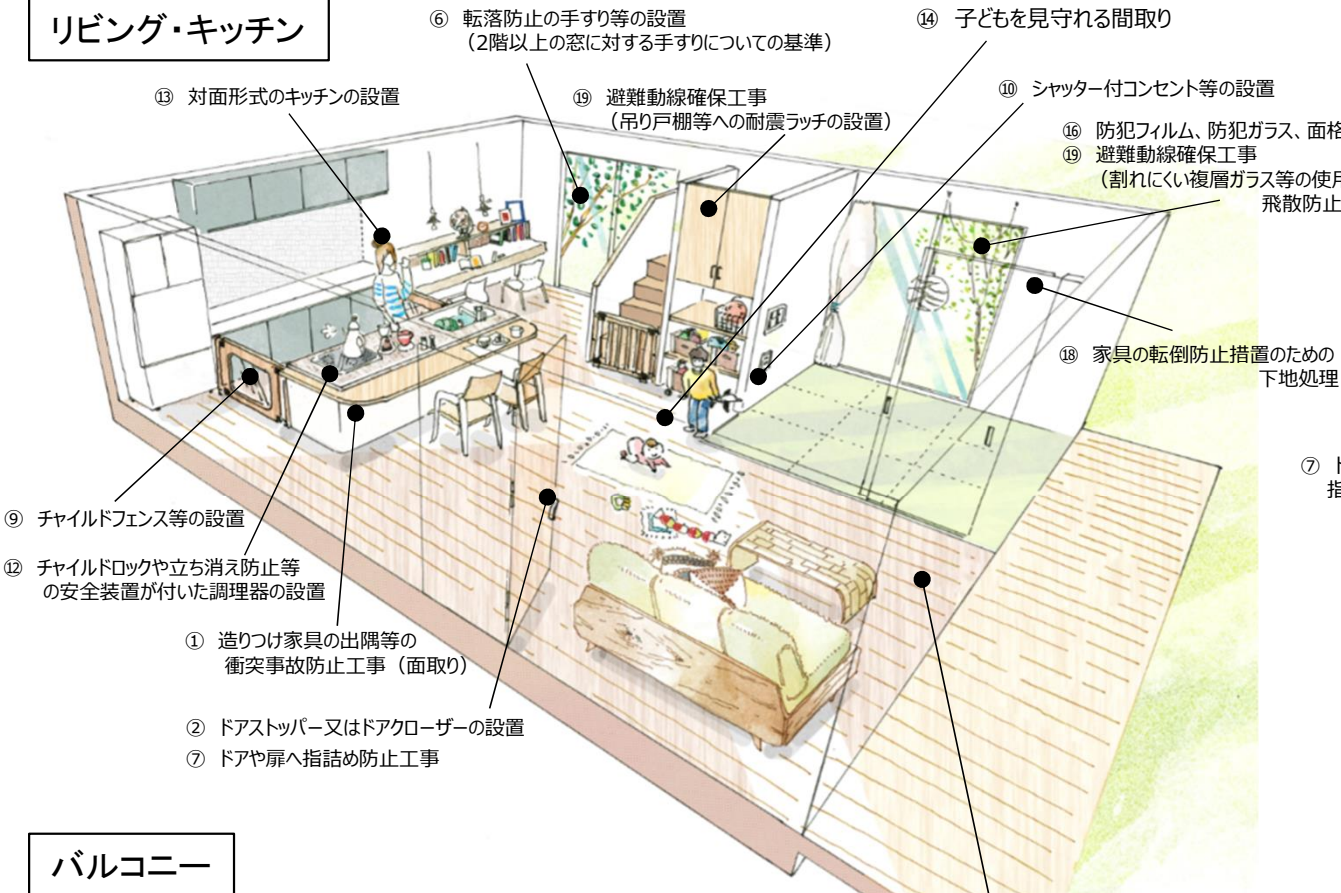 リビング・キッチン
⑥ 転落防止の手すり等の設置
（2階以上の窓に対する手すりについての基準）
⑭ 子どもを見守れる間取り
⑬ 対面形式のキッチンの設置
⑲ 避難動線確保工事
（吊り戸棚等への耐震ラッチの設置）
⑩ シャッター付コンセント等の設置
⑯ 防犯フィルム、防犯ガラス、面格
⑲ 避難動線確保工事
（割れにくい複層ガラス等の使用
飛散防止
⑱ 家具の転倒防止措置のための
下地処理
⑦
⑨ チャイルドフェンス等の設置
⑫ チャイルドロックや立ち消え防止等
の安全装置が付いた調理器の設置
① 造りつけ家具の出隅等の
衝突事故防止工事（面取り）
② ドアストッパー又はドアクローザーの設置
⑦ ドアや扉へ指詰め防止工事
バルコニー